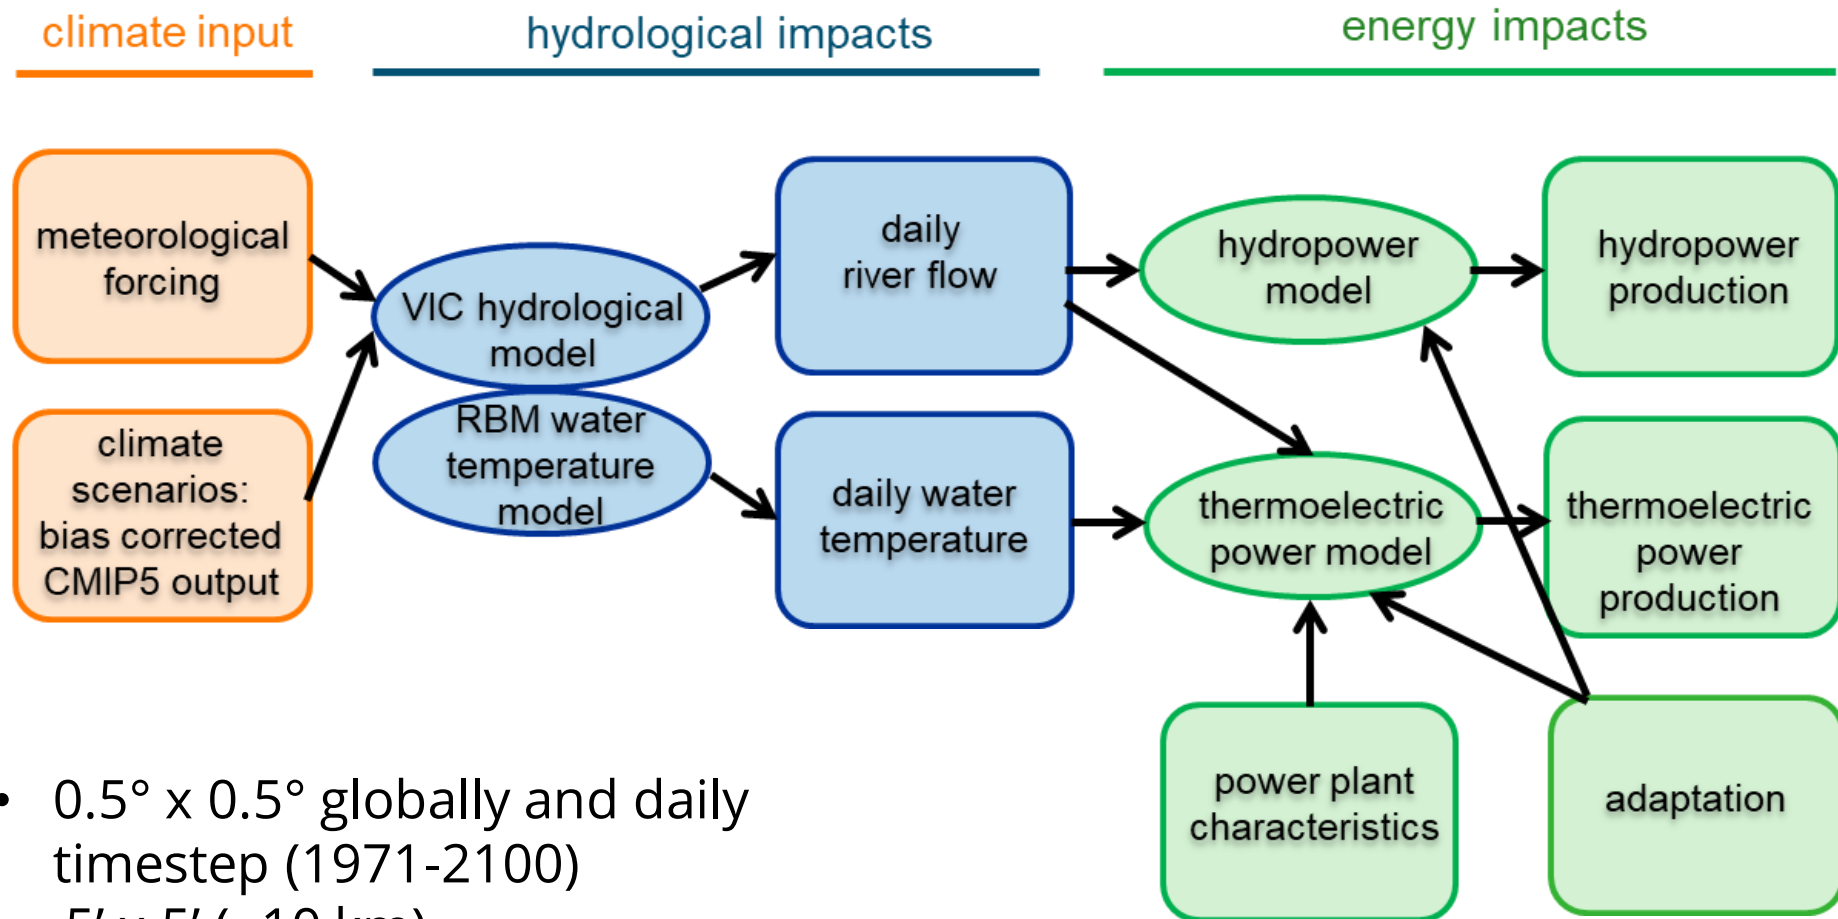 climate input
hydrological impacts
energy impacts
meteorological
forcing
climate
scenarios:
bias corrected
CMIP5 output
VIC hydrological
model
RBM water
temperature
model
daily
river flow
daily water
temperature
hydropower
model
thermoelectric
power model
hydropower
production
thermoelectric
power
production
power plant
characteristics
adaptation
• 0.5° x 0.5° globally and daily
timestep (1971-2100)